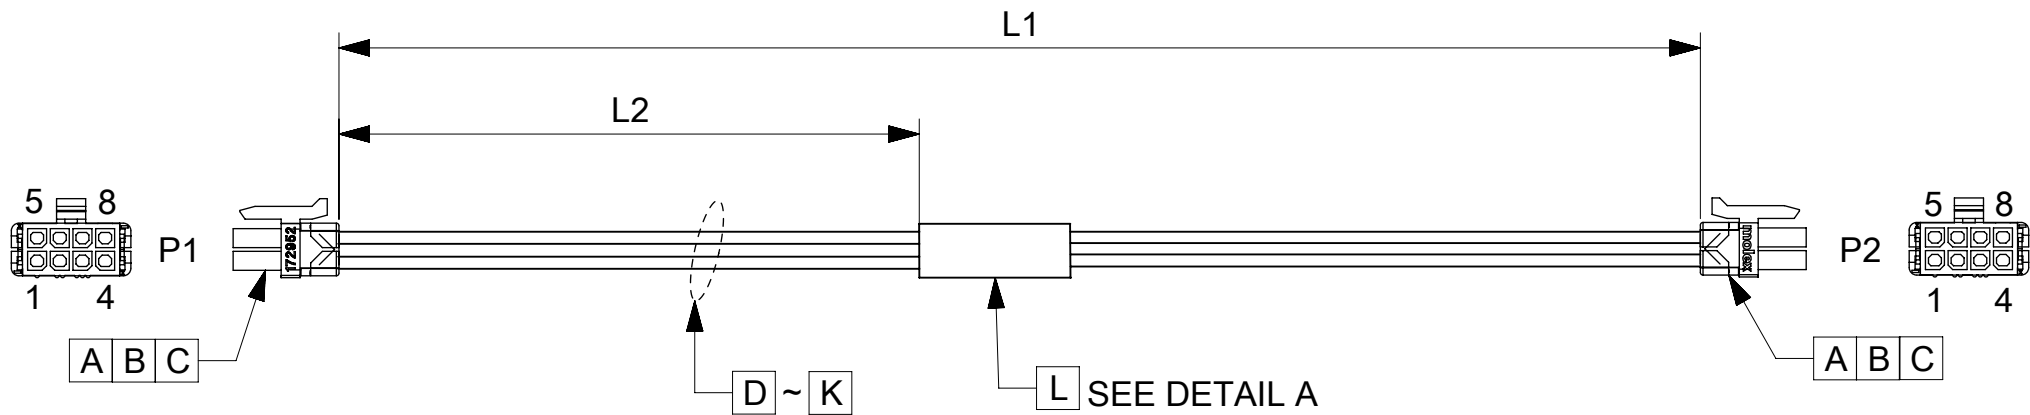 L1
L2
5 8
P1
1 4
172952
molex
P2
5 8
1 4
A B C
D ~ K
L SEE DETAIL A
A B C